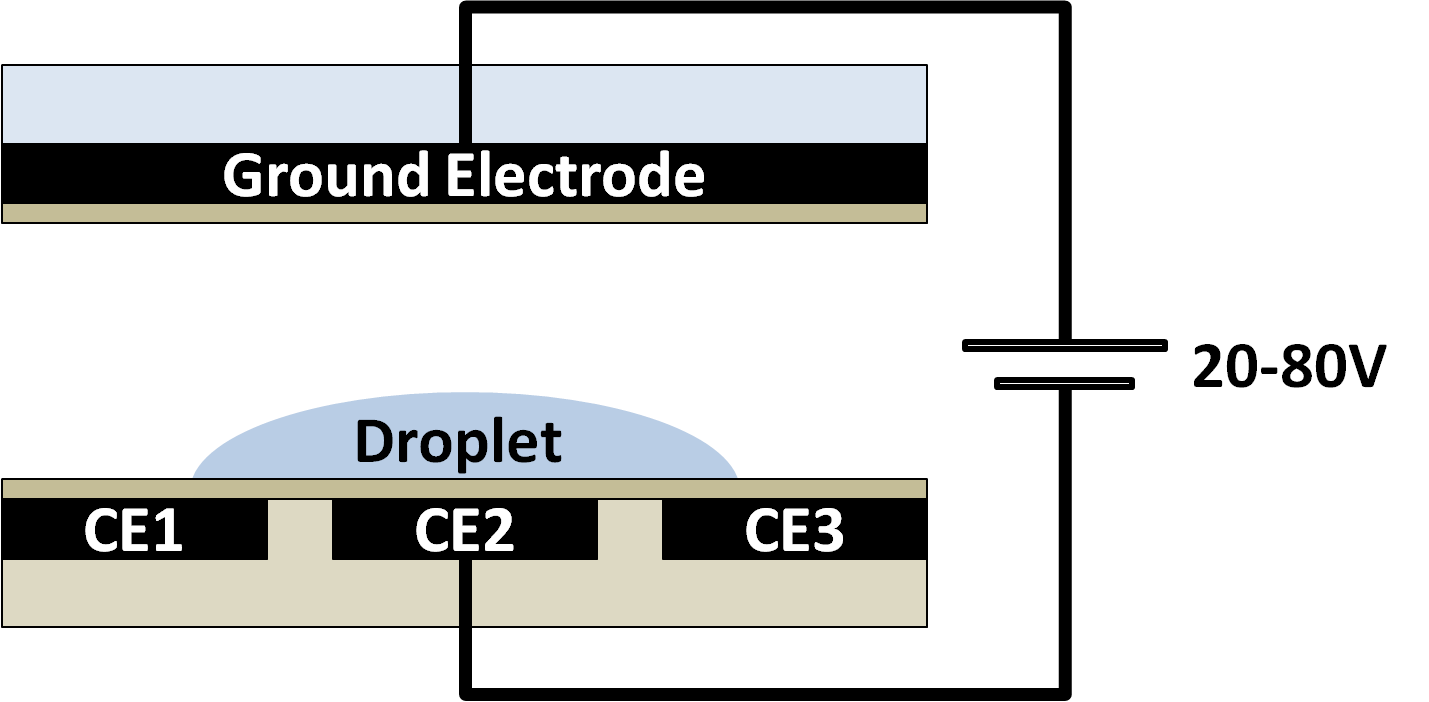 Ground Electrode
20-80V
Droplet
CE1 CE2 CE3